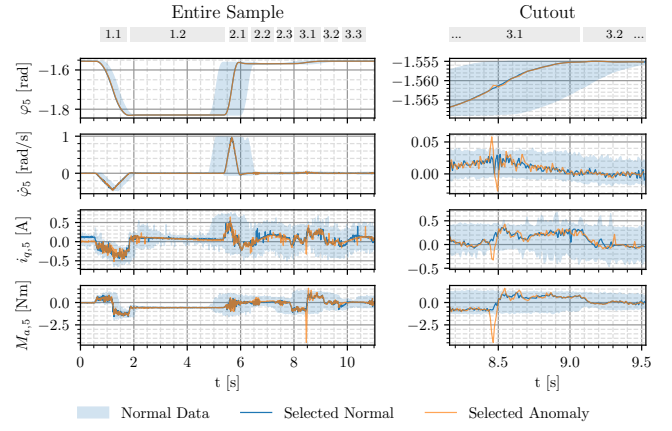 Entire Sample
Cutout
1.1 1.2 2.1 2.2 2.3 3.1 3.2 3.3
... 3.1 3.2 ...
φ₅ [rad]
−1.6
−1.8
−1.555
−1.560
−1.565
φ̇₅ [rad/s]
1
0
0.05
0.00
i_{q,5} [A]
0.5
0.0
−0.5
0.5
0.0
−0.5
M_{a,5} [Nm]
0.0
−2.5
0.0
−2.5
0 2 4 6 8 10
8.5 9.0 9.5
t [s]
t [s]
Normal Data Selected Normal Selected Anomaly